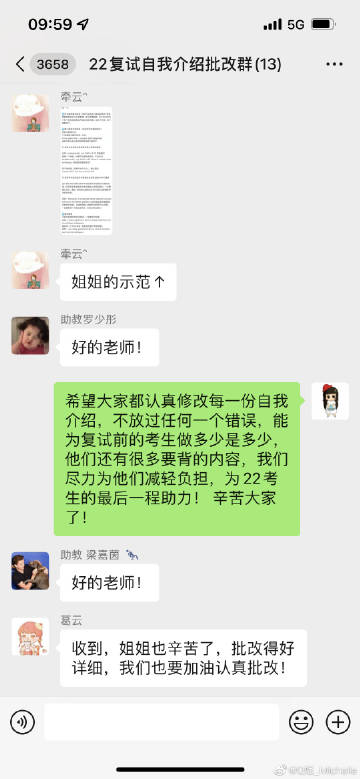 09:59
5G
3658
22复试自我介绍批改群(13)
牵云^
牵云^
姐姐的示范↑
助教罗少彤
好的老师!
希望大家都认真修改每一份自我
介绍，不放过任何一个错误，能
为复试前的考生做多少是多少，
他们还有很多要背的内容，我们
尽力为他们减轻负担，为22考
生的最后一程助力！辛苦大家
了！
助教 梁嘉茵
好的老师!
葛云
收到，姐姐也辛苦了，批改得好
详细，我们也要加油认真批改！